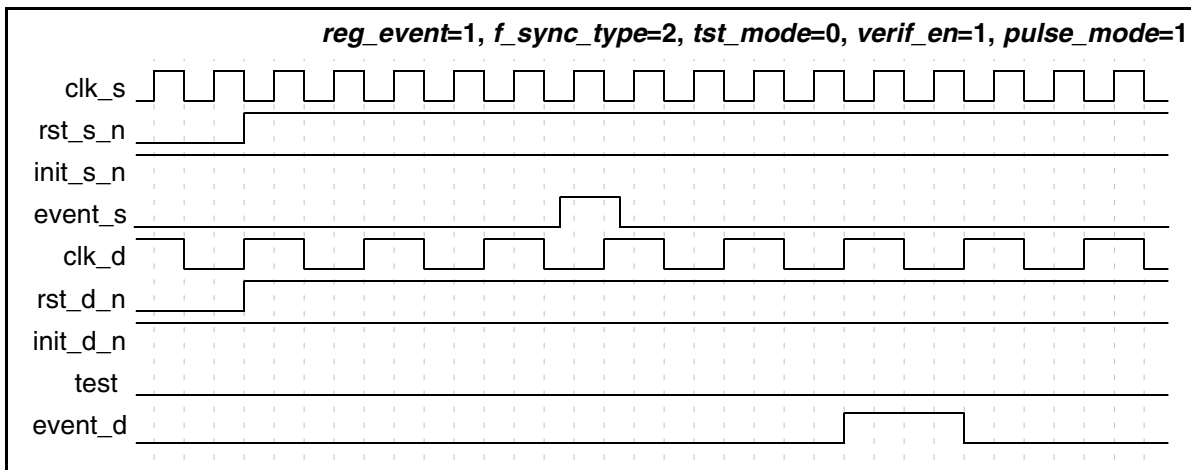 reg_event=1, f_sync_type=2, tst_mode=0, verif_en=1, pulse_mode=1
clk_s
rst_s_n
init_s_n
event_s
clk_d
rst_d_n
init_d_n
test
event_d